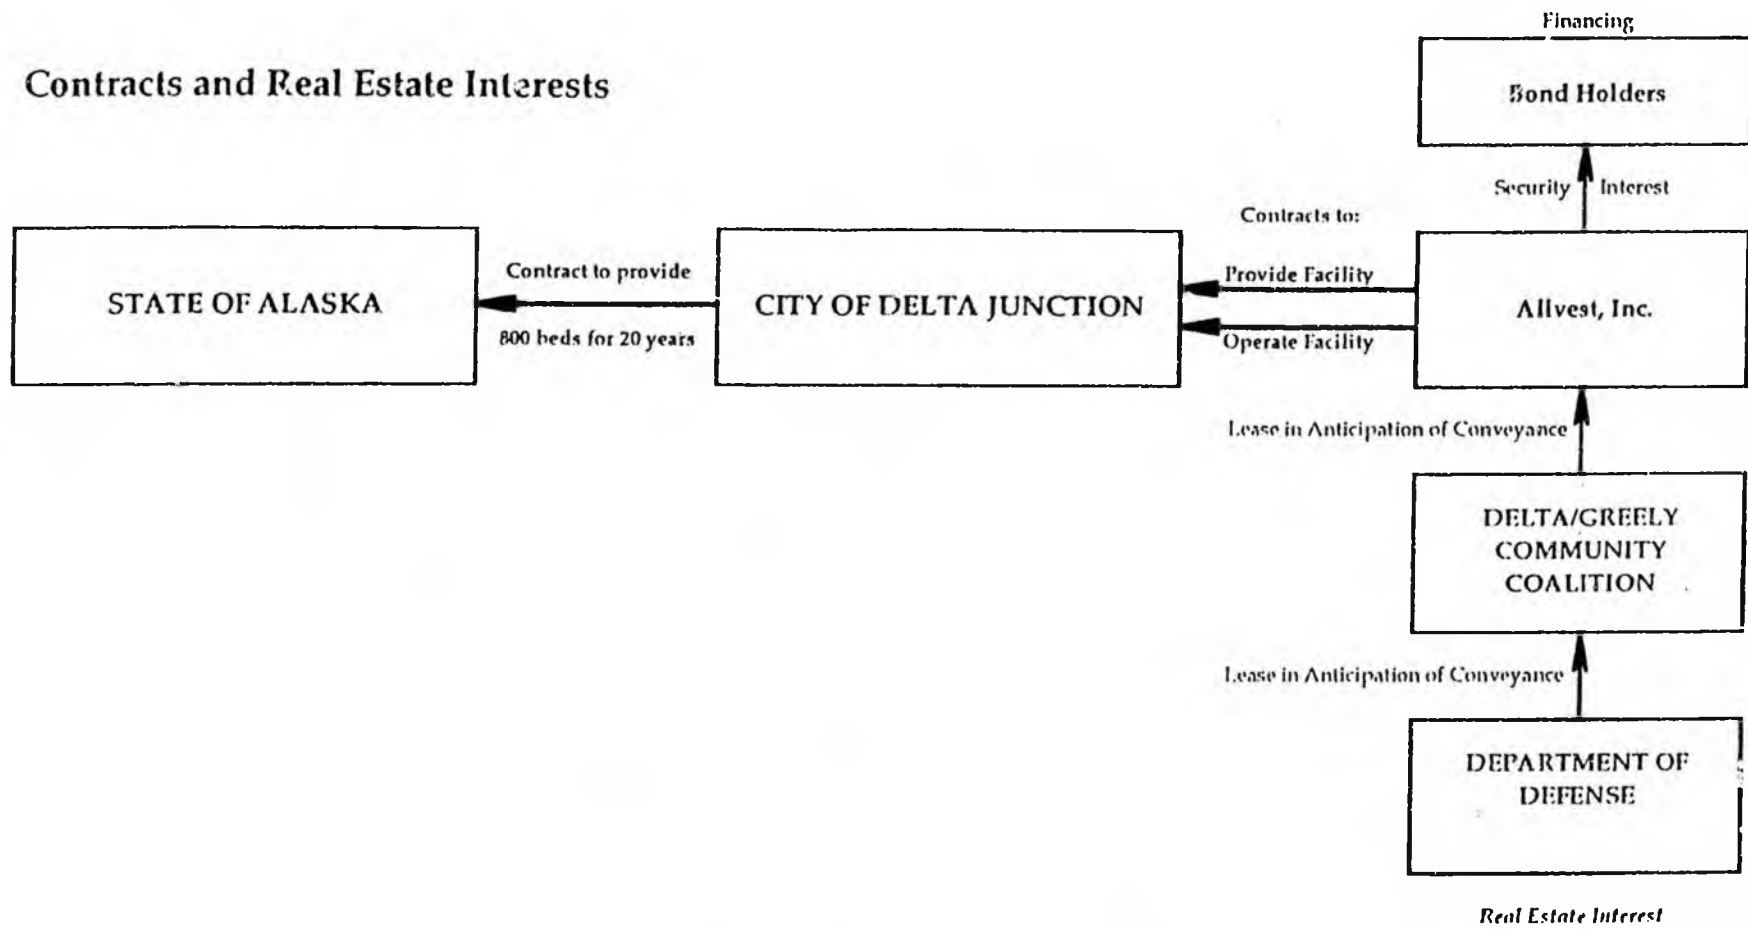 Financing
Contracts and Real Estate Interests
Bond Holders
Security Interest
Contracts to:
STATE OF ALASKA
Contract to provide
800 beds for 20 years
CITY OF DELTA JUNCTION
Provide Facility
Operate Facility
Allvest, Inc.
Lease in Anticipation of Conveyance
DELTA/GREELY
COMMUNITY
COALITION
Lease in Anticipation of Conveyance
DEPARTMENT OF
DEFENSE
Real Estate Interest